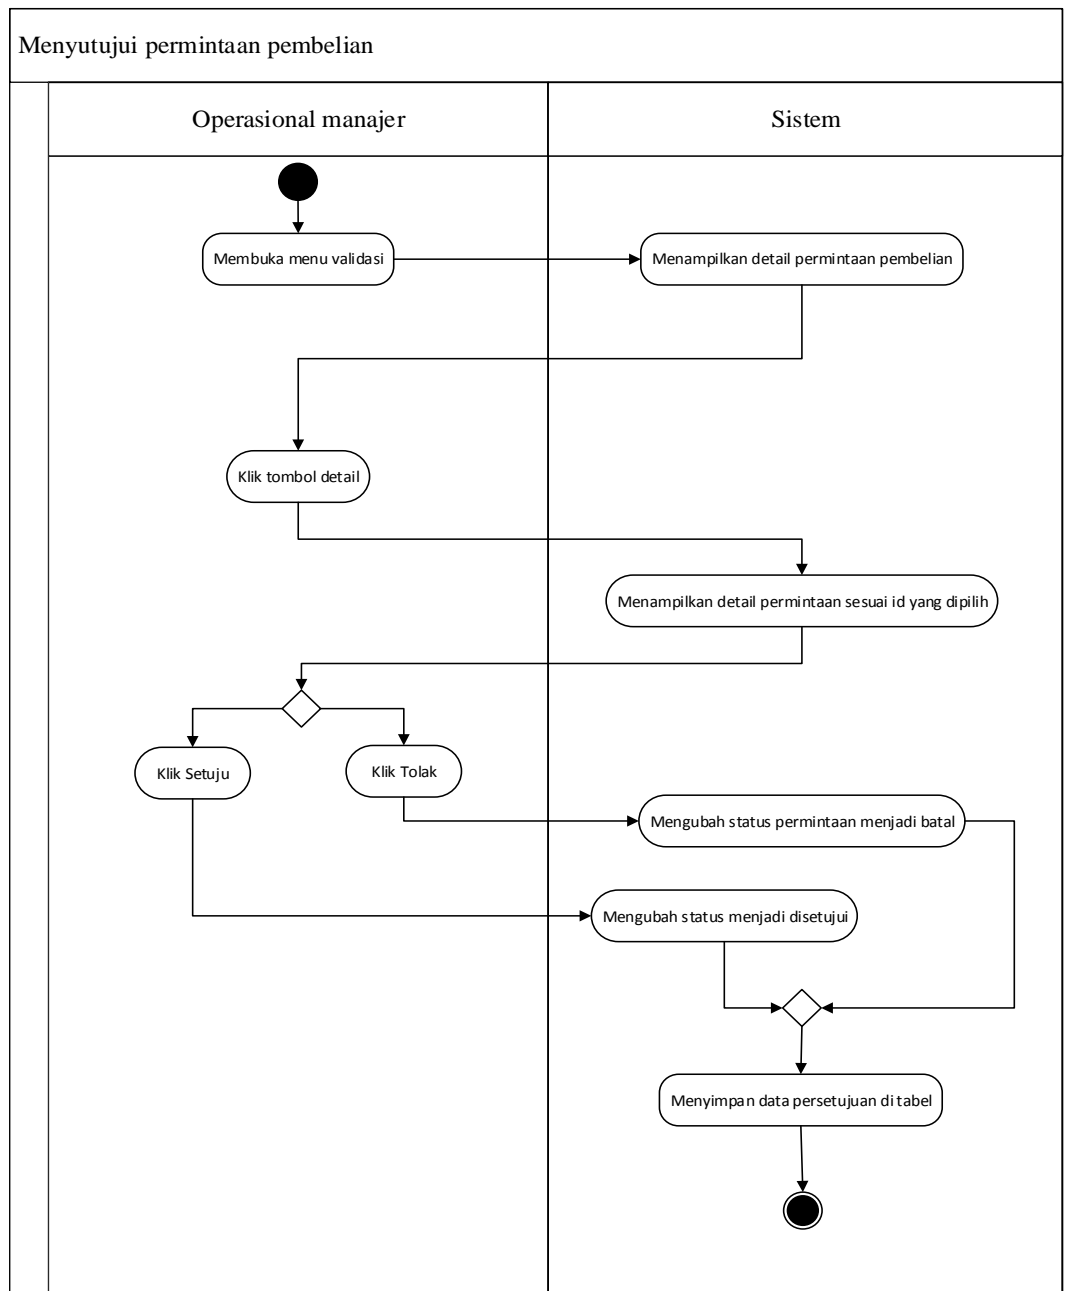 Menyutujui permintaan pembelian
Operasional manajer
Sistem
Membuka menu validasi
Menampilkan detail permintaan pembelian
Klik tombol detail
Menampilkan detail permintaan sesuai id yang dipilih
Klik Setuju
Klik Tolak
Mengubah status permintaan menjadi batal
Mengubah status menjadi disetujui
Menyimpan data persetujuan di tabel